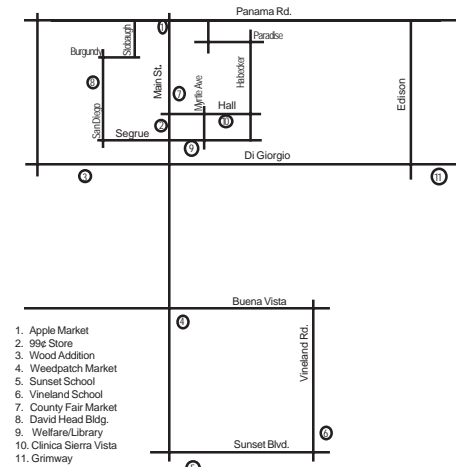 Panama Rd.
1
Stobaugh
Paradise
Burgundy
8
Main St.
7
Myrtle Ave
Habecker
Edison
San Diego
Hall
2
10
Segrue
9
Di Giorgio
3
11
Buena Vista
4
Vineland Rd.
1. Apple Market
2. 99¢ Store
3. Wood Addition
4. Weedpatch Market
5. Sunset School
6. Vineland School
7. County Fair Market
8. David Head Bldg.
9. Welfare/Library
10. Clinica Sierra Vista
11. Grimway
6
Sunset Blvd.
5